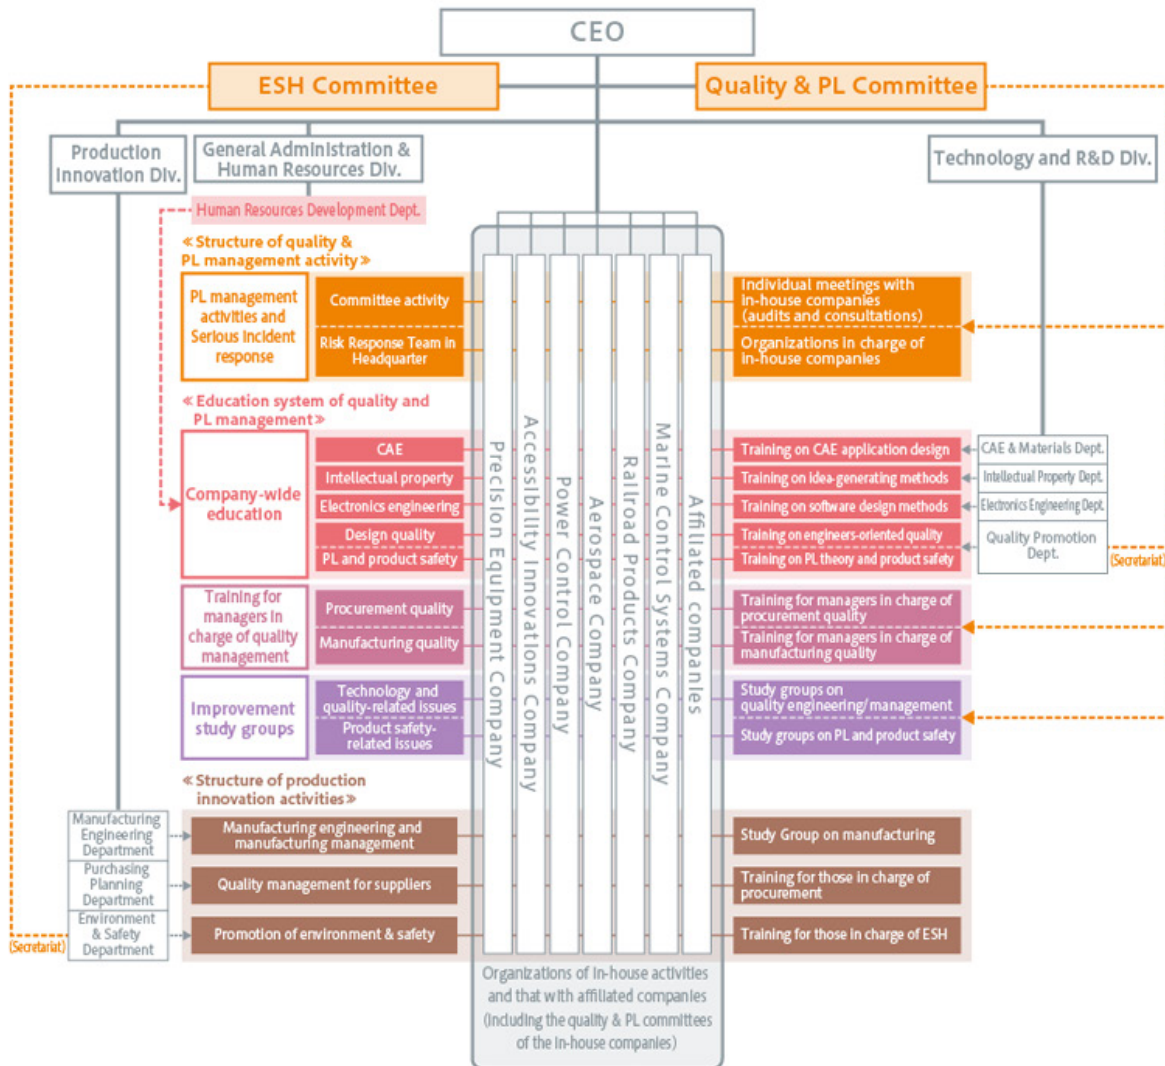 CEO
ESH Committee
Quality & PL Committee
Production
Innovation Div.
General Administration &
Human Resources Div.
Technology and R&D Div.
Human Resources Development Dept.
« Structure of quality &
PL management activity »
PL management
activities and
Serious incident
response
Committee activity
Risk Response Team in
Headquarter
Individual meetings with
in-house companies
(audits and consultations)
Organizations in charge of
in-house companies
« Education system of quality and
PL management »
Company-wide
education
CAE
Intellectual property
Electronics engineering
Design quality
PL and product safety
Training on CAE application design
Training on idea-generating methods
Training on software design methods
Training on engineers-oriented quality
Training on PL theory and product safety
CAE & Materials Dept.
Intellectual Property Dept.
Electronics Engineering Dept.
Quality Promotion
Dept.
(Secretariat)
Training for
managers in
charge of quality
management
Procurement quality
Manufacturing quality
Training for managers in charge of
procurement quality
Training for managers in charge of
manufacturing quality
Improvement
study groups
Technology and
quality-related issues
Product safety-
related issues
Study groups on
quality engineering/management
Study groups on PL and product safety
Precision Equipment Company
Accessibility Innovations Company
Power Control Company
Aerospace Company
Railroad Products Company
Marine Control Systems Company
Affiliated companies
« Structure of production
innovation activities »
Manufacturing
Engineering
Department
Purchasing
Planning
Department
Environment
& Safety
Department
(Secretariat)
Manufacturing engineering and
manufacturing management
Quality management for suppliers
Promotion of environment & safety
Study Group on manufacturing
Training for those in charge of
procurement
Training for those in charge of ESH
Organizations of in-house activities
and that with affiliated companies
(including the quality & PL committees
of the in-house companies)